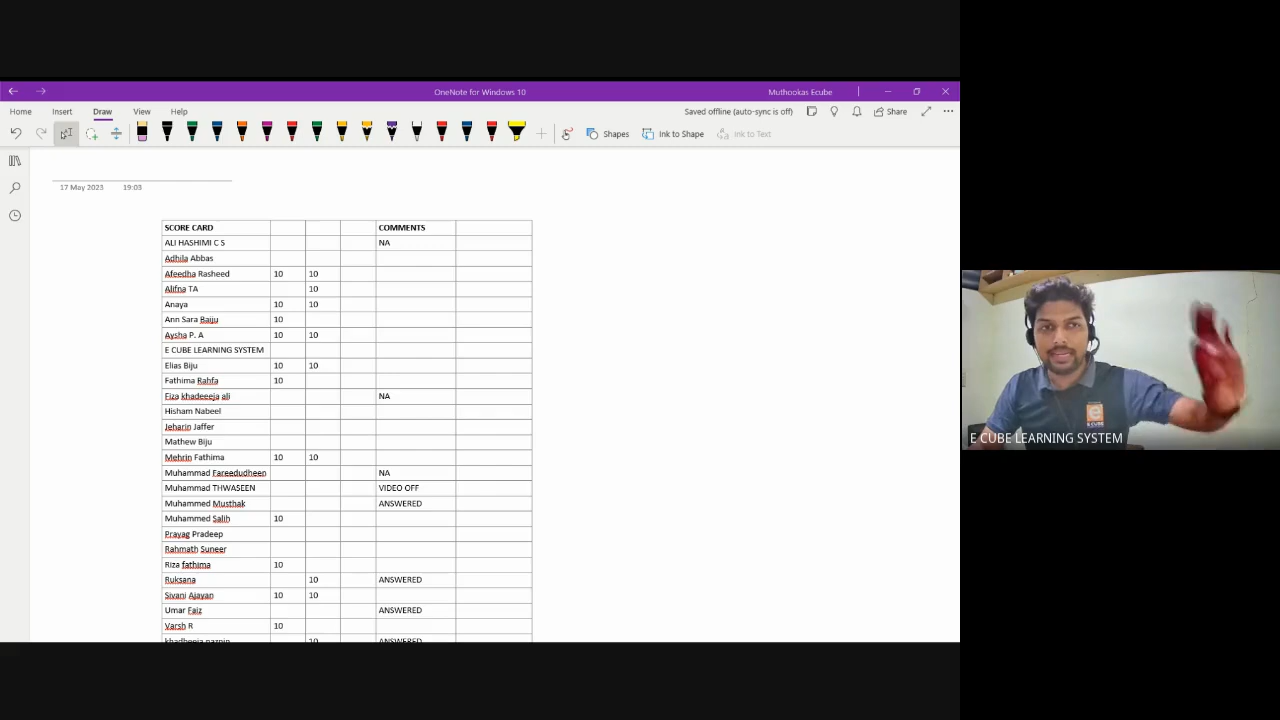 OneNote for Windows 10
Muthookas Ecube
Home Insert Draw View Help
Saved offline (auto-sync is off)
Share
Shapes
Ink to Shape
Ink to Text
17 May 2023 19:03
SCORE CARD COMMENTS
ALI HASHIMI C S NA
Adhila Abbas
Afeedha Rasheed 10 10
Alifna TA 10
Anaya 10 10
Ann Sara Baiju 10
Aysha P. A 10 10
E CUBE LEARNING SYSTEM
Elias Biju 10 10
Fathima Rahfa 10
Fiza khadeeeja ali NA
Hisham Nabeel
Jeharin Jaffer
Mathew Biju
Mehrin Fathima 10 10
Muhammad Fareedudheen NA
Muhammad THWASEEN VIDEO OFF
Muhammed Musthak ANSWERED
Muhammed Salih 10
Prayag Pradeep
Rahmath Suneer
Riza fathima 10
Ruksana 10 ANSWERED
Sivani Ajayan 10 10
Umar Faiz ANSWERED
Varsh R 10
khadheeja naznin 10 ANSWERED
E CUBE LEARNING SYSTEM